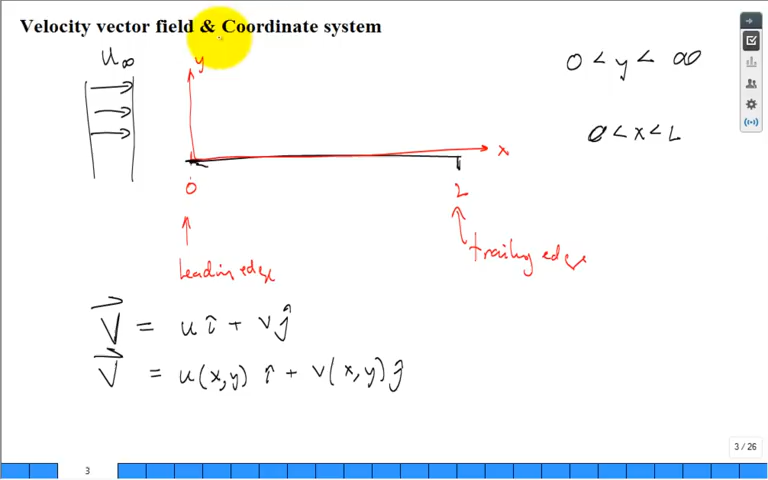 Velocity vector field & Coordinate system
u∞
y
0 < y < ∞
0 < x < L
x
0
L
Leading edge
trailing edge
V⃗ = u î + v ĵ
V⃗ = u(x,y) î + v(x,y) ĵ
3 / 26
3